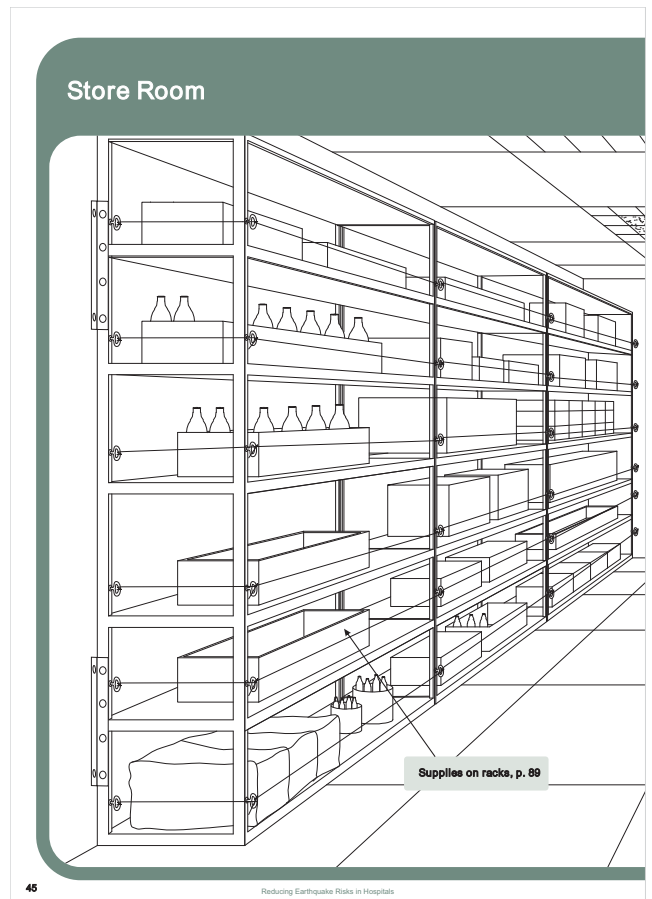 Store Room
Supplies on racks, p. 89
45
Reducing Earthquake Risks in Hospitals